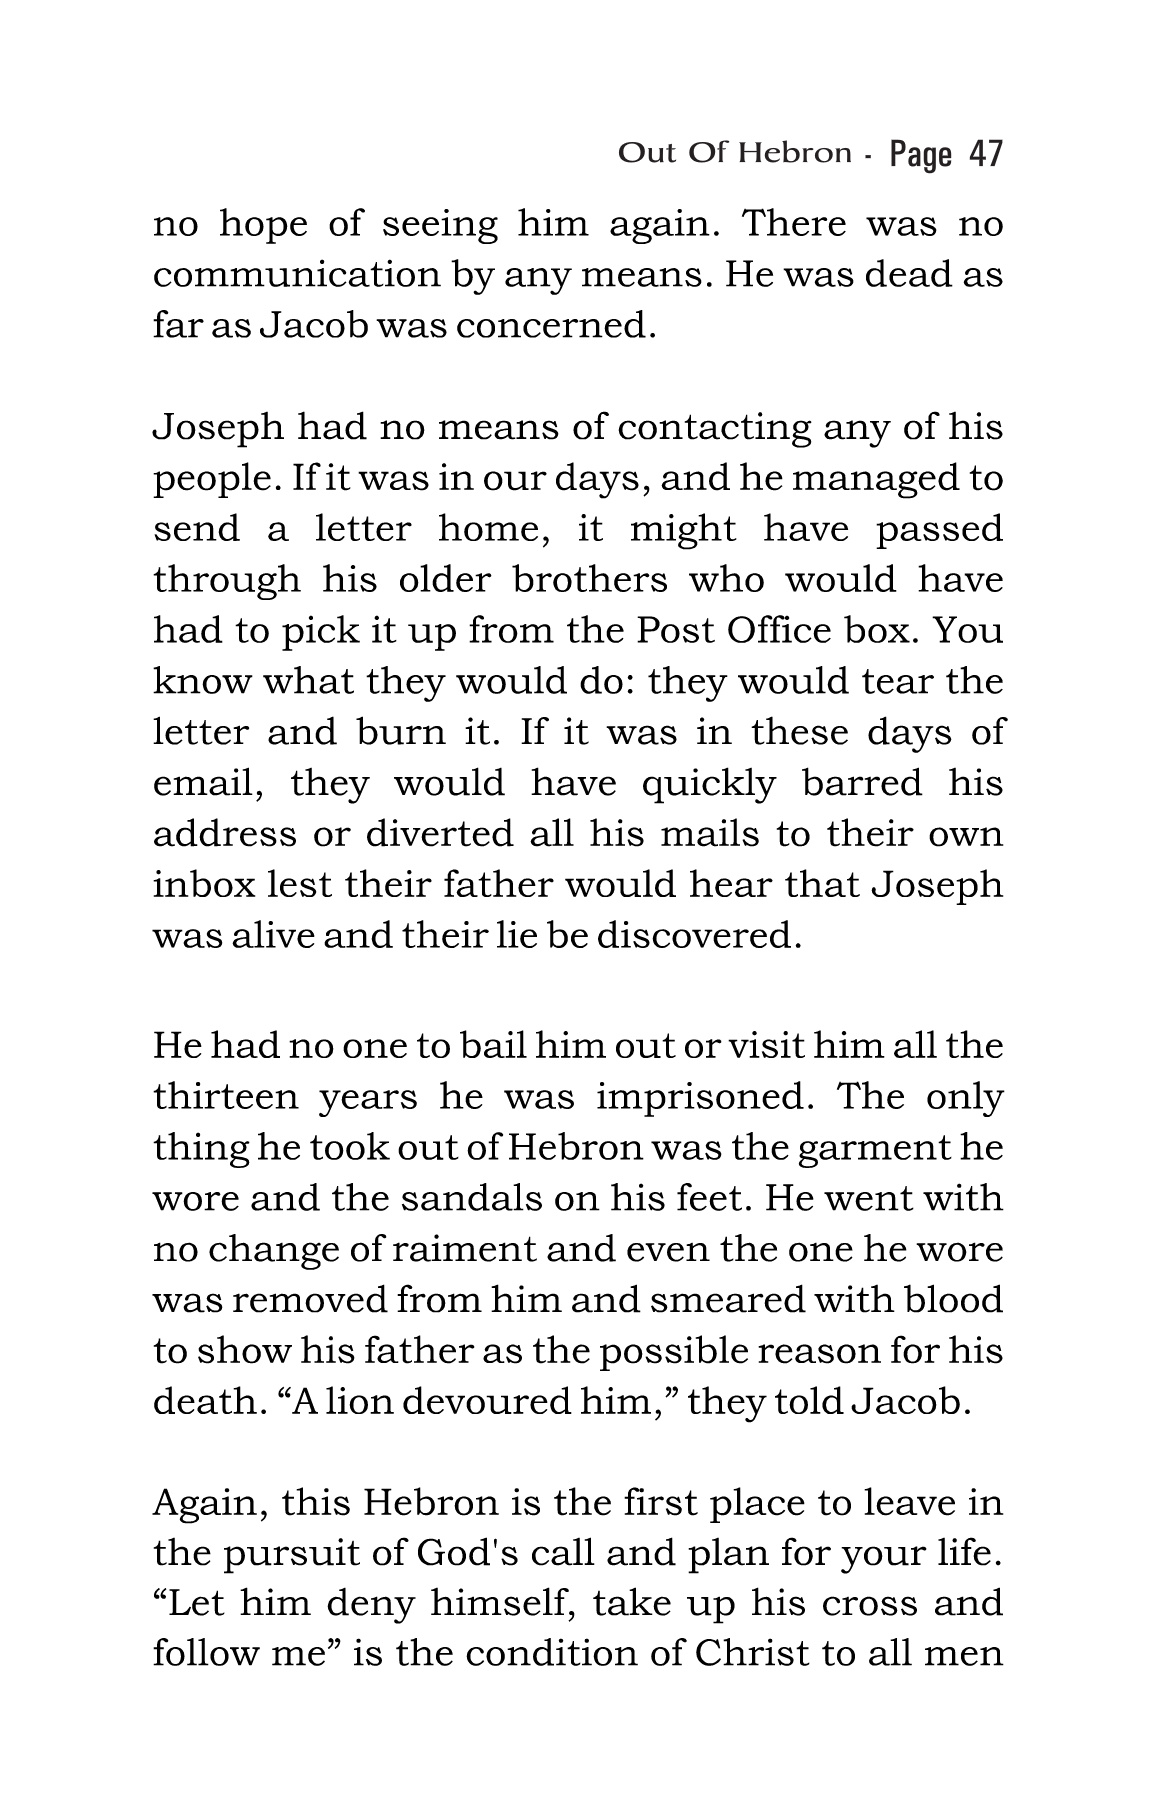 Out Of Hebron - Page 47
no hope of seeing him again. There was no
communication by any means. He was dead as
far as Jacob was concerned.
Joseph had no means of contacting any of his
people. If it was in our days, and he managed to
send a letter home, it might have passed
through his older brothers who would have
had to pick it up from the Post Office box. You
know what they would do: they would tear the
letter and burn it. If it was in these days of
email, they would have quickly barred his
address or diverted all his mails to their own
inbox lest their father would hear that Joseph
was alive and their lie be discovered.
He had no one to bail him out or visit him all the
thirteen years he was imprisoned. The only
thing he took out of Hebron was the garment he
wore and the sandals on his feet. He went with
no change of raiment and even the one he wore
was removed from him and smeared with blood
to show his father as the possible reason for his
death. “A lion devoured him,” they told Jacob.
Again, this Hebron is the first place to leave in
the pursuit of God's call and plan for your life.
“Let him deny himself, take up his cross and
follow me” is the condition of Christ to all men